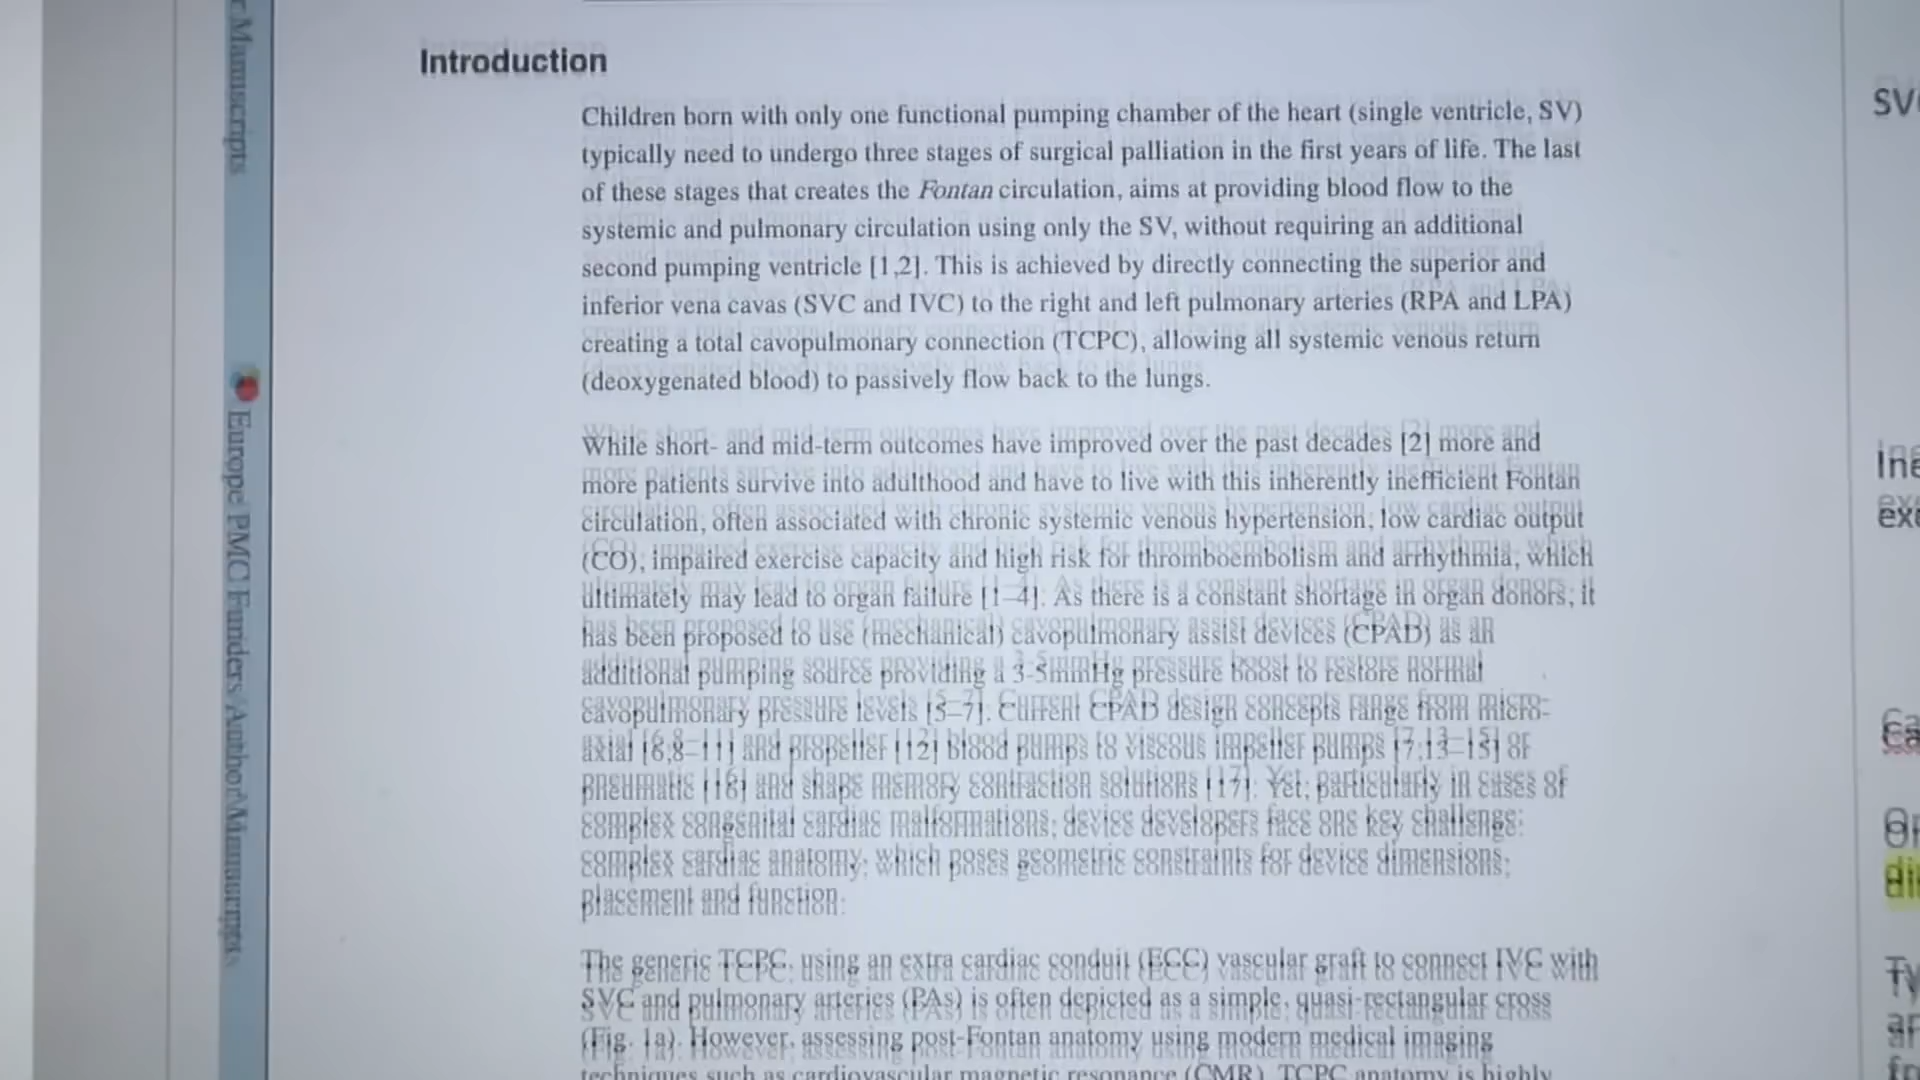 Manuscripts
Europe PMC Funders Author Manuscripts
Introduction
Children born with only one functional pumping chamber of the heart (single ventricle, SV)
typically need to undergo three stages of surgical palliation in the first years of life. The last
of these stages that creates the Fontan circulation, aims at providing blood flow to the
systemic and pulmonary circulation using only the SV, without requiring an additional
second pumping ventricle [1,2]. This is achieved by directly connecting the superior and
inferior vena cavas (SVC and IVC) to the right and left pulmonary arteries (RPA and LPA)
creating a total cavopulmonary connection (TCPC), allowing all systemic venous return
(deoxygenated blood) to passively flow back to the lungs.
While short- and mid-term outcomes have improved over the past decades [2] more and
more patients survive into adulthood and have to live with this inherently inefficient Fontan
circulation, often associated with chronic systemic venous hypertension, low cardiac output
(CO), impaired exercise capacity and high risk for thromboembolism and arrhythmia, which
ultimately may lead to organ failure [1–4]. As there is a constant shortage in organ donors, it
has been proposed to use (mechanical) cavopulmonary assist devices (CPAD) as an
additional pumping source providing a 3-5mmHg pressure boost to restore normal
cavopulmonary pressure levels [5–7]. Current CPAD design concepts range from micro-
axial [6,8–11] and propeller [12] blood pumps to viscous impeller pumps [7,13–15] or
pneumatic [16] and shape memory contraction solutions [17]. Yet, particularly in cases of
complex congenital cardiac malformations, device developers face one key challenge:
complex cardiac anatomy, which poses geometric constraints for device dimensions,
placement and function.
The generic TCPC, using an extra cardiac conduit (ECC) vascular graft to connect IVC with
SVC and pulmonary arteries (PAs) is often depicted as a simple, quasi-rectangular cross
(Fig. 1a). However, assessing post-Fontan anatomy using modern medical imaging
techniques such as cardiovascular magnetic resonance (CMR), TCPC anatomy is highly